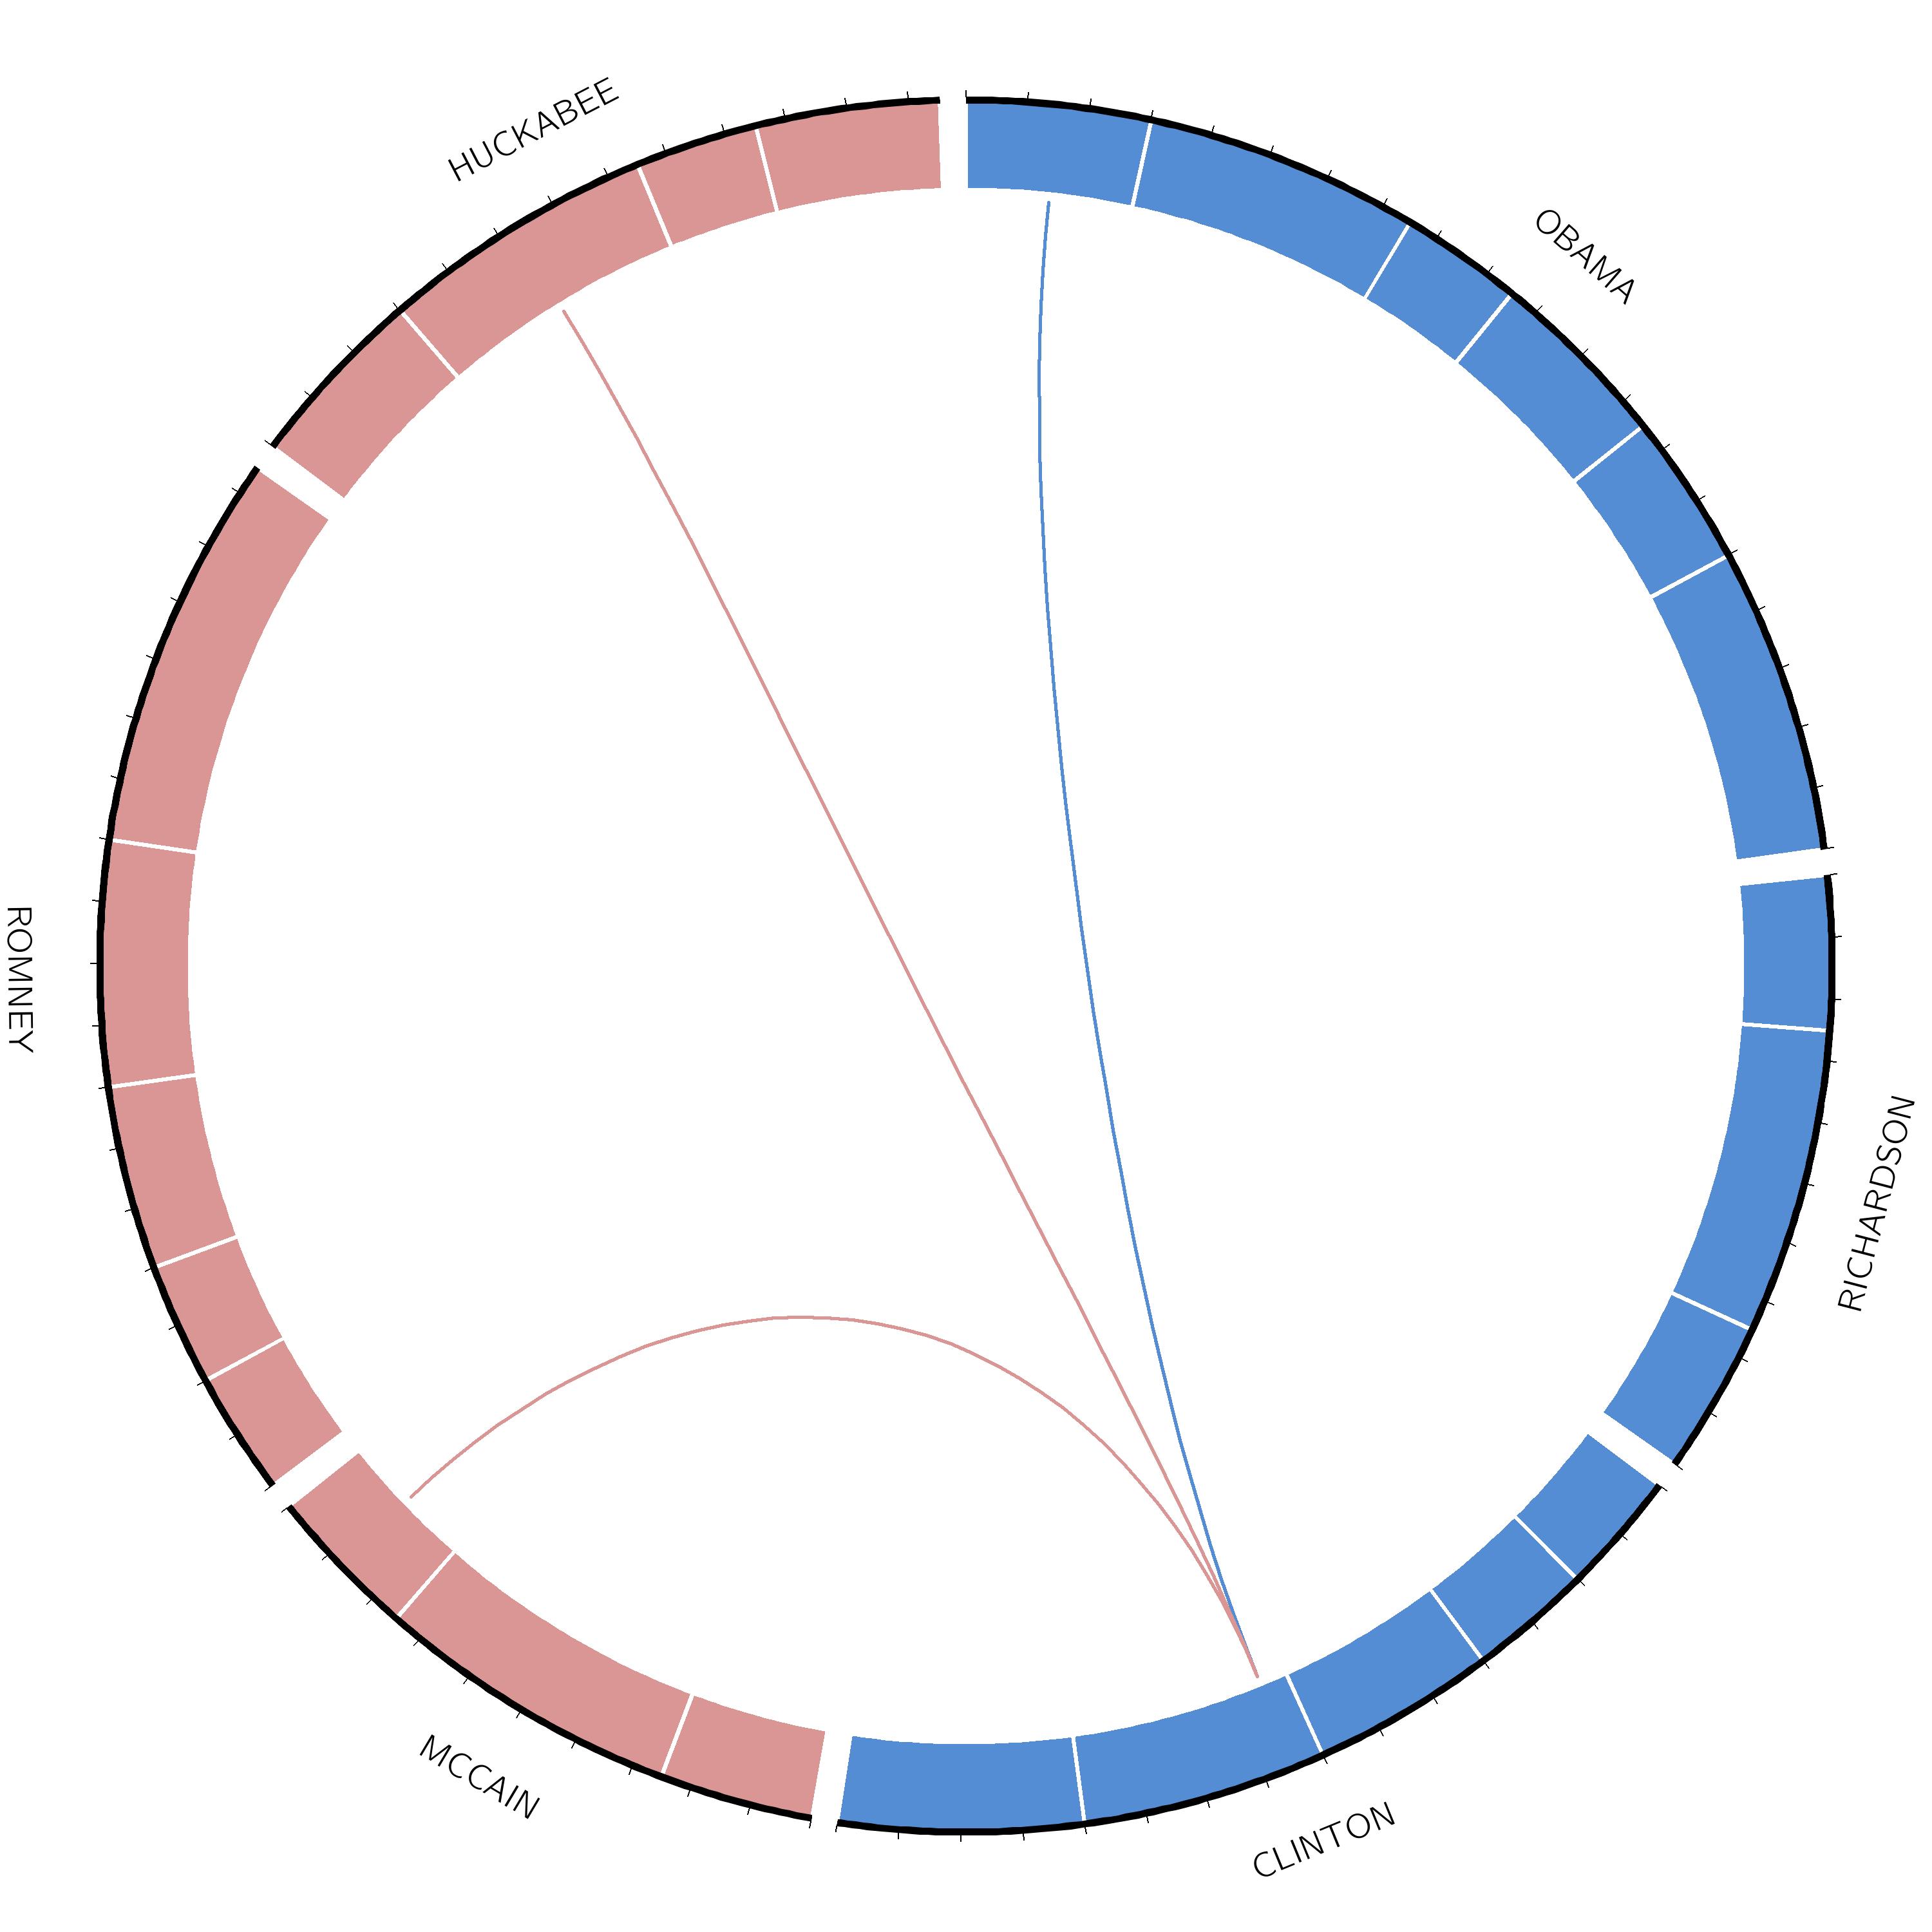 HUCKABEE
OBAMA
ROMNEY
RICHARDSON
MCCAIN
CLINTON